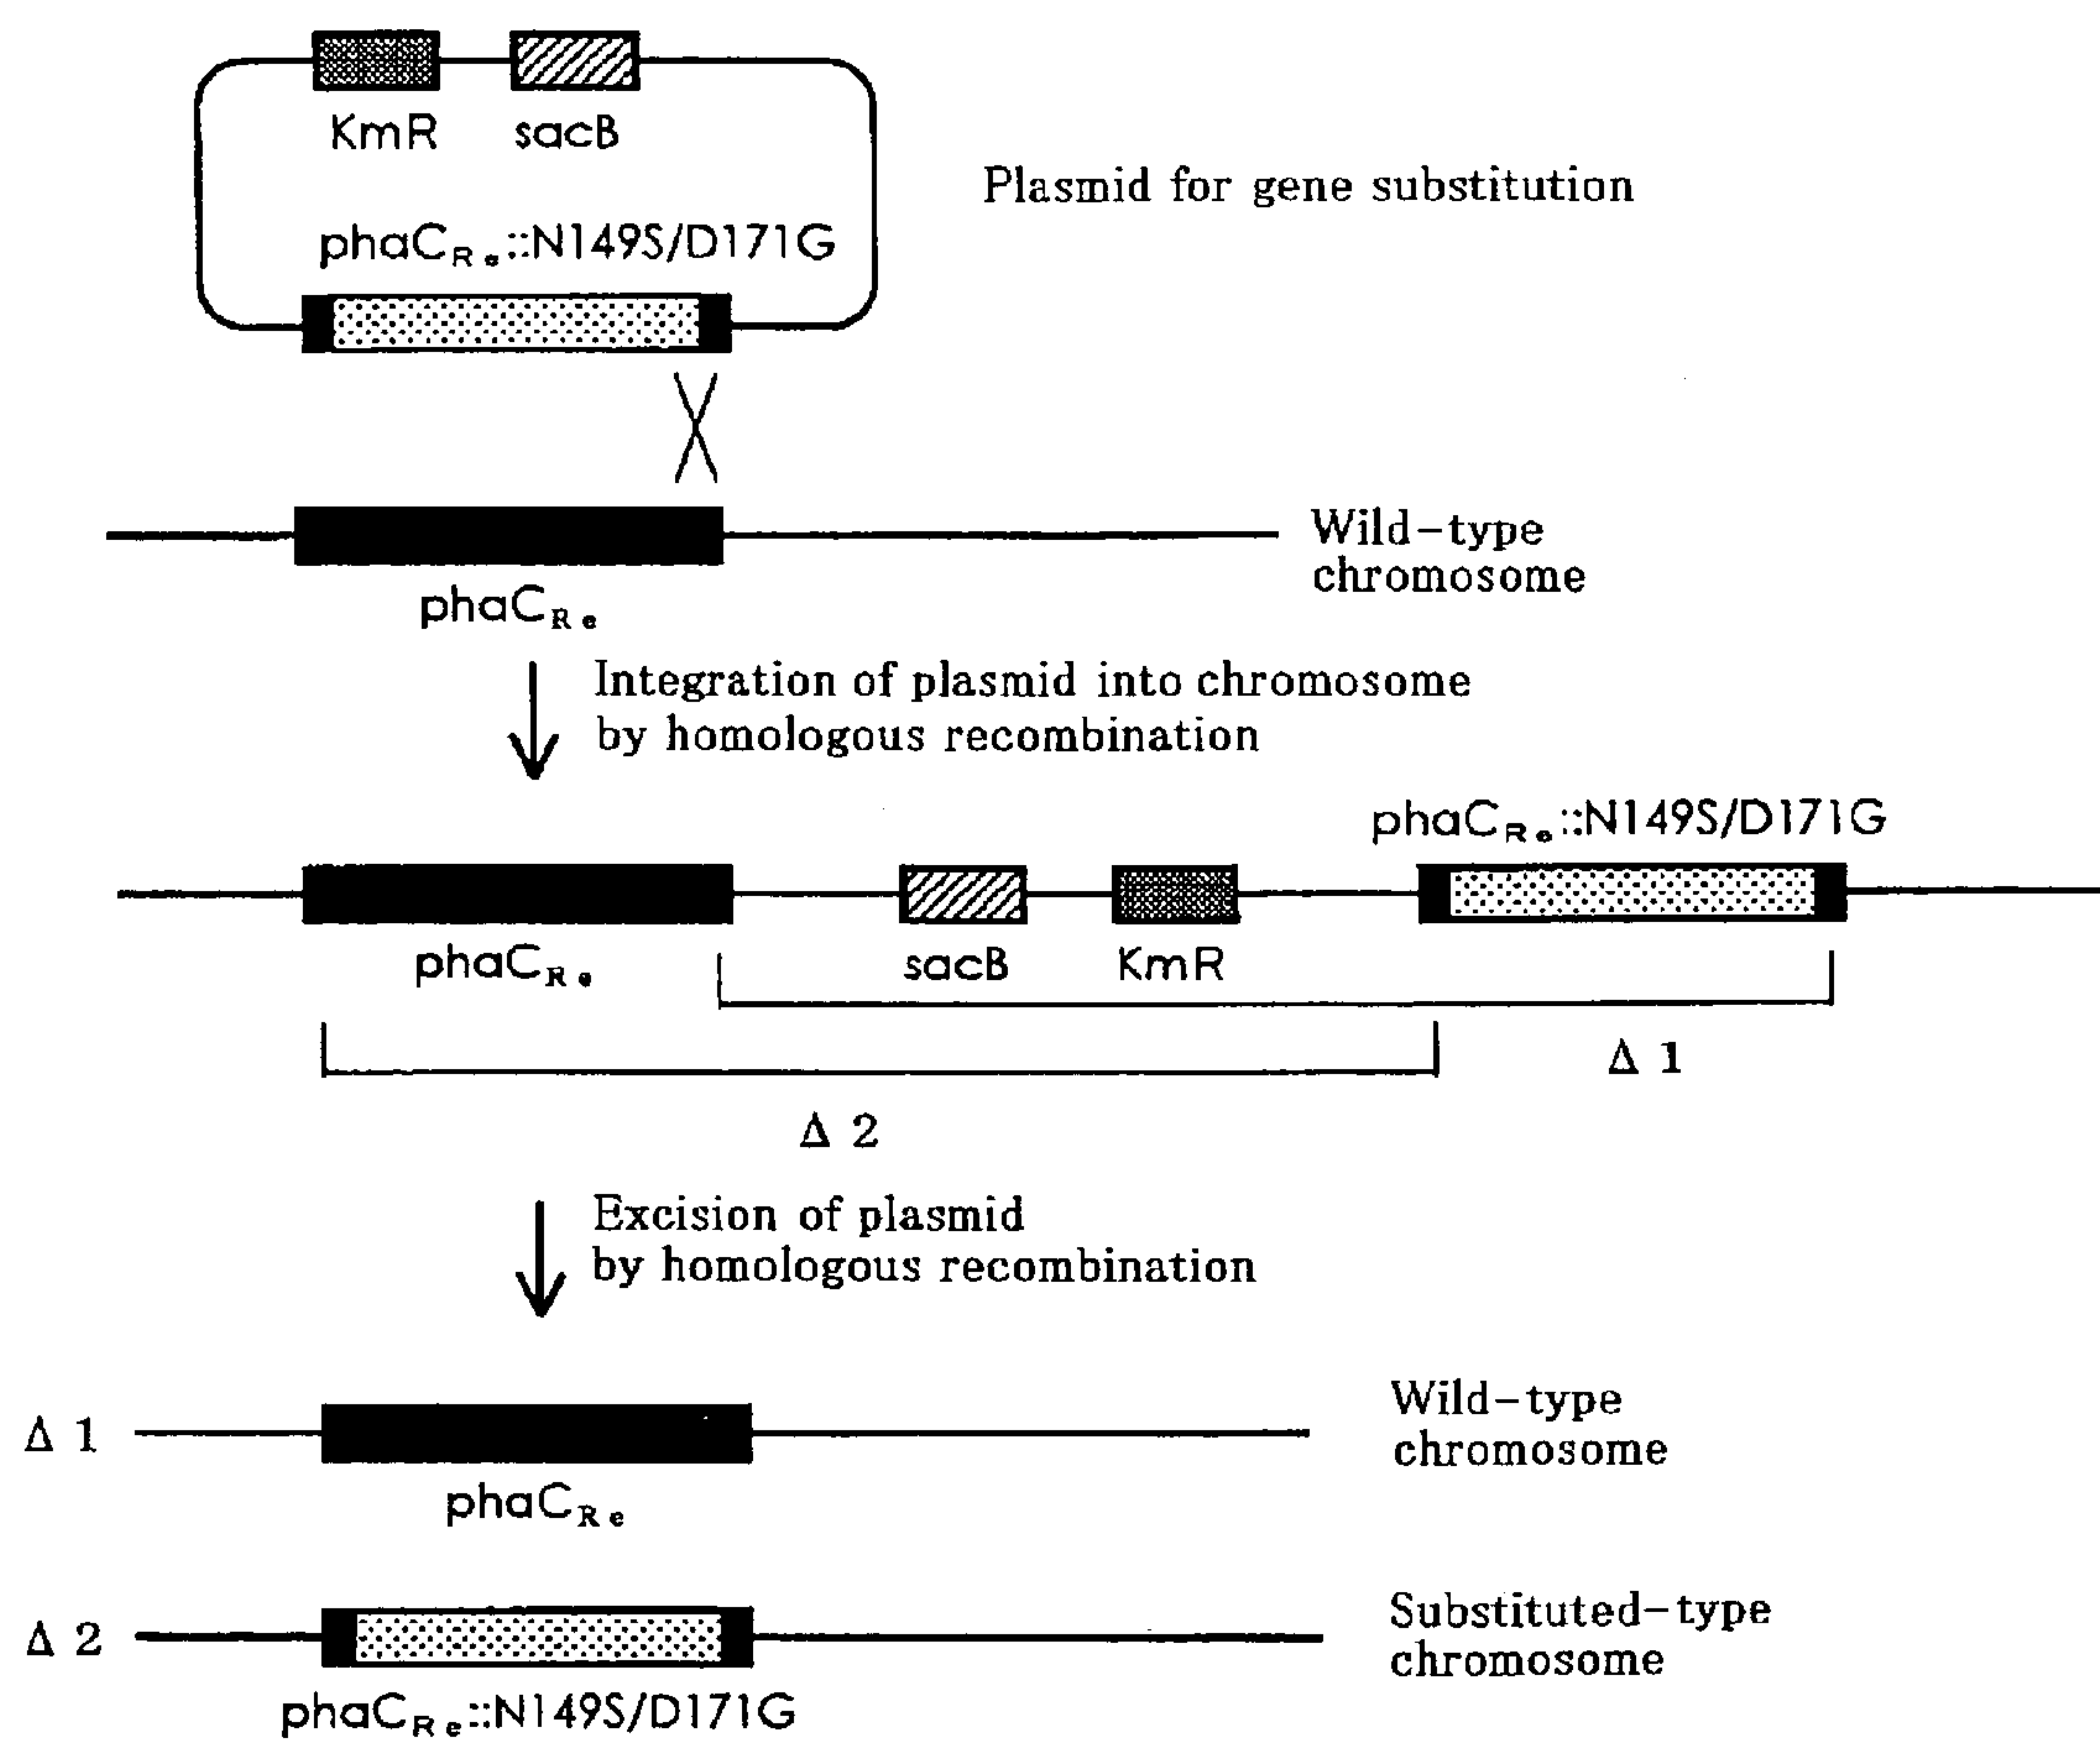 KmR
sacB
Plasmid for gene substitution
phaCRe::N149S/D171G
Wild-type
chromosome
phaCRe
Integration of plasmid into chromosome
by homologous recombination
phaCRe::N149S/D171G
phaCRe
sacB
KmR
Δ 1
Δ 2
Excision of plasmid
by homologous recombination
Δ 1
Wild-type
chromosome
phaCRe
Δ 2
Substituted-type
chromosome
phaCRe::N149S/D171G